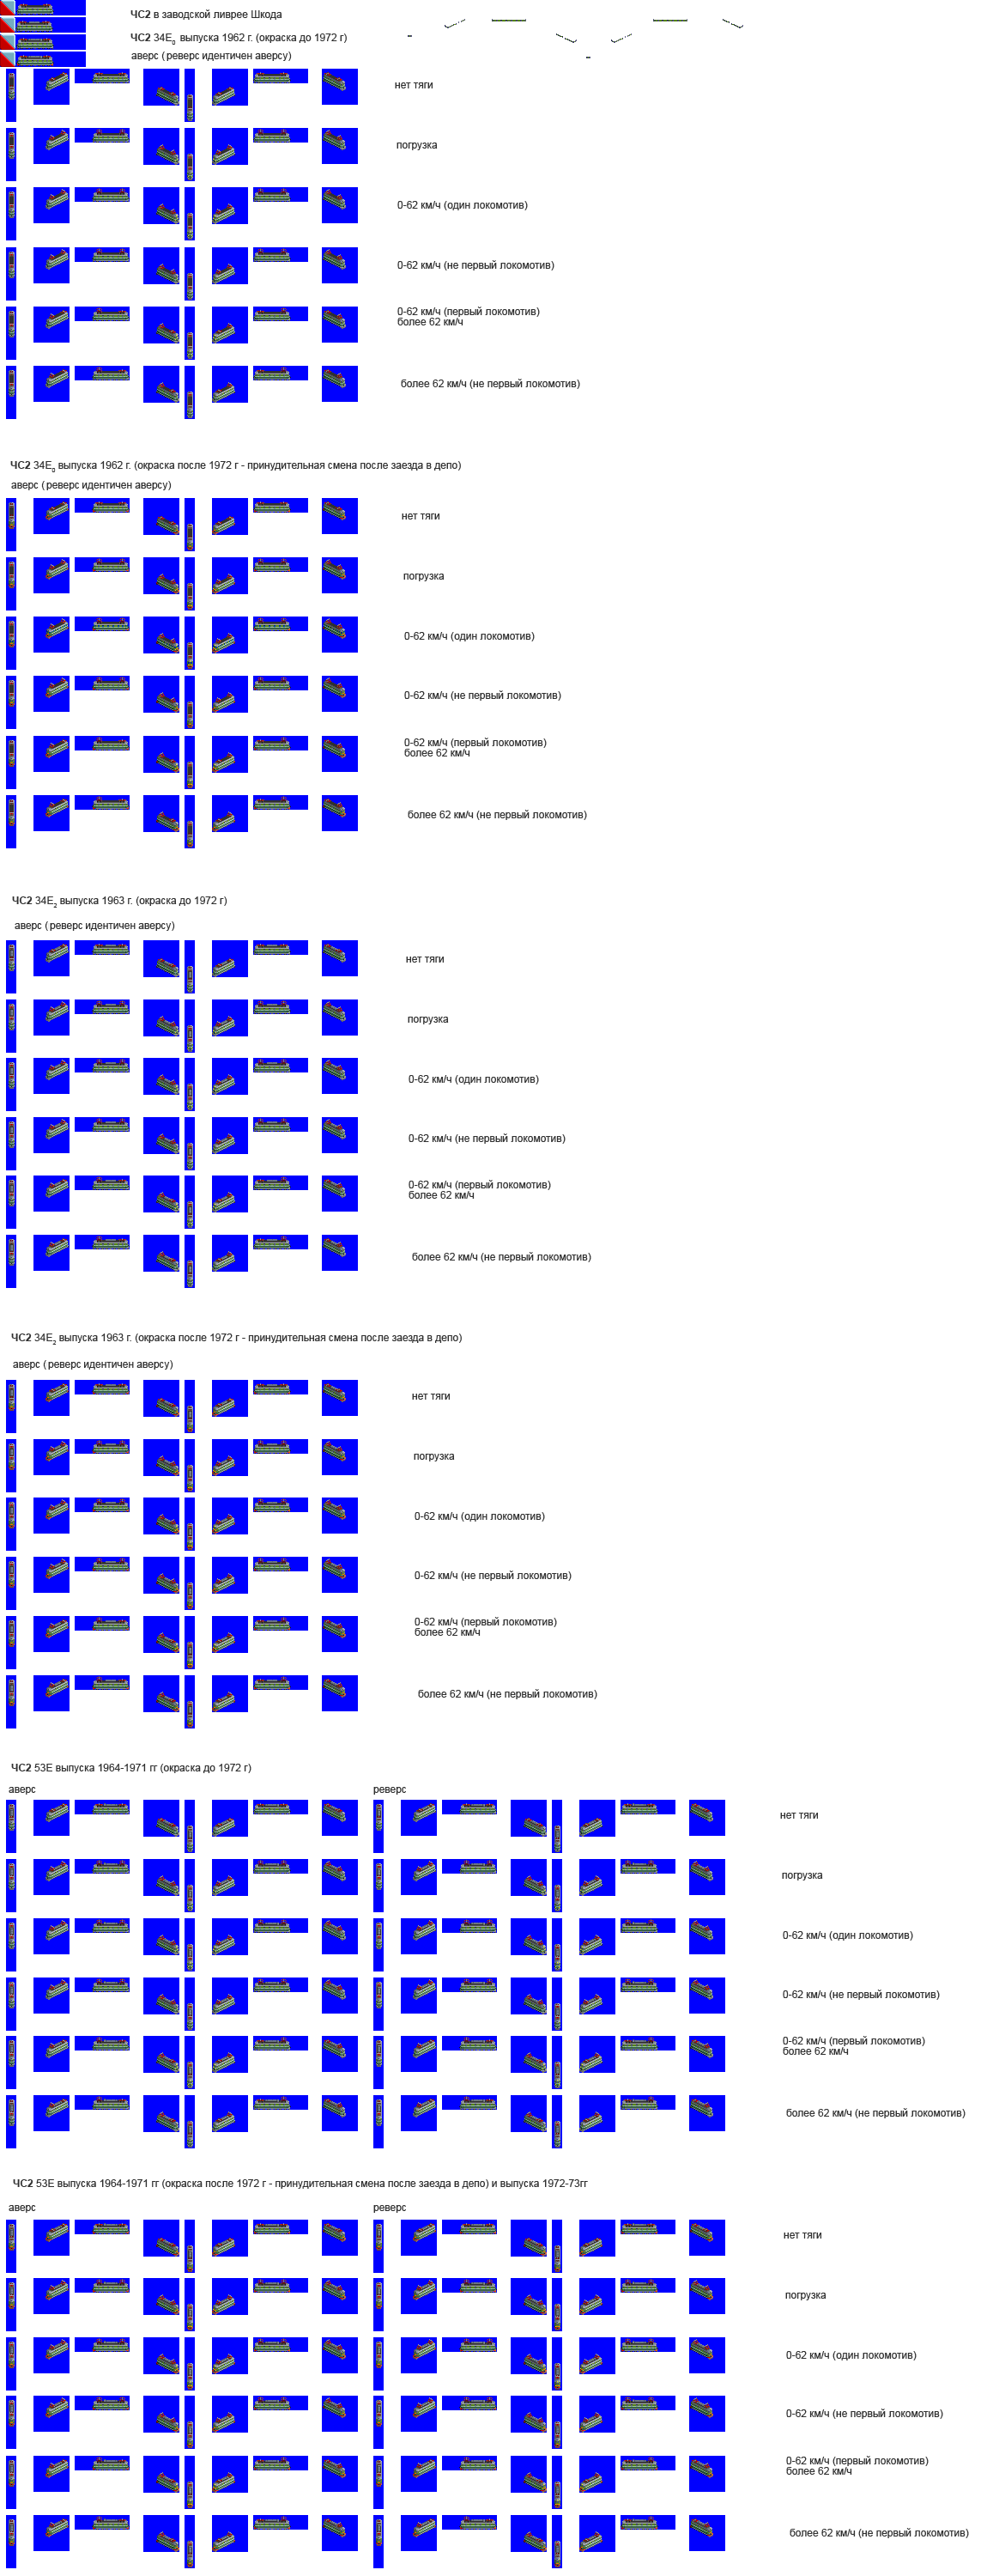 ЧС2 в заводской ливрее Шкода
ЧС2 34Е0 выпуска 1962 г. (окраска до 1972 г)
аверс (реверс идентичен аверсу)
нет тяги
погрузка
0-62 км/ч (один локомотив)
0-62 км/ч (не первый локомотив)
0-62 км/ч (первый локомотив)
более 62 км/ч
более 62 км/ч (не первый локомотив)
ЧС2 34Е0 выпуска 1962 г. (окраска после 1972 г - принудительная смена после заезда в депо)
аверс (реверс идентичен аверсу)
нет тяги
погрузка
0-62 км/ч (один локомотив)
0-62 км/ч (не первый локомотив)
0-62 км/ч (первый локомотив)
более 62 км/ч
более 62 км/ч (не первый локомотив)
ЧС2 34Е2 выпуска 1963 г. (окраска до 1972 г)
аверс (реверс идентичен аверсу)
нет тяги
погрузка
0-62 км/ч (один локомотив)
0-62 км/ч (не первый локомотив)
0-62 км/ч (первый локомотив)
более 62 км/ч
более 62 км/ч (не первый локомотив)
ЧС2 34Е2 выпуска 1963 г. (окраска после 1972 г - принудительная смена после заезда в депо)
аверс (реверс идентичен аверсу)
нет тяги
погрузка
0-62 км/ч (один локомотив)
0-62 км/ч (не первый локомотив)
0-62 км/ч (первый локомотив)
более 62 км/ч
более 62 км/ч (не первый локомотив)
ЧС2 53Е выпуска 1964-1971 гг (окраска до 1972 г)
аверс реверс
нет тяги
погрузка
0-62 км/ч (один локомотив)
0-62 км/ч (не первый локомотив)
0-62 км/ч (первый локомотив)
более 62 км/ч
более 62 км/ч (не первый локомотив)
ЧС2 53Е выпуска 1964-1971 гг (окраска после 1972 г - принудительная смена после заезда в депо) и выпуска 1972-73гг
аверс реверс
нет тяги
погрузка
0-62 км/ч (один локомотив)
0-62 км/ч (не первый локомотив)
0-62 км/ч (первый локомотив)
более 62 км/ч
более 62 км/ч (не первый локомотив)